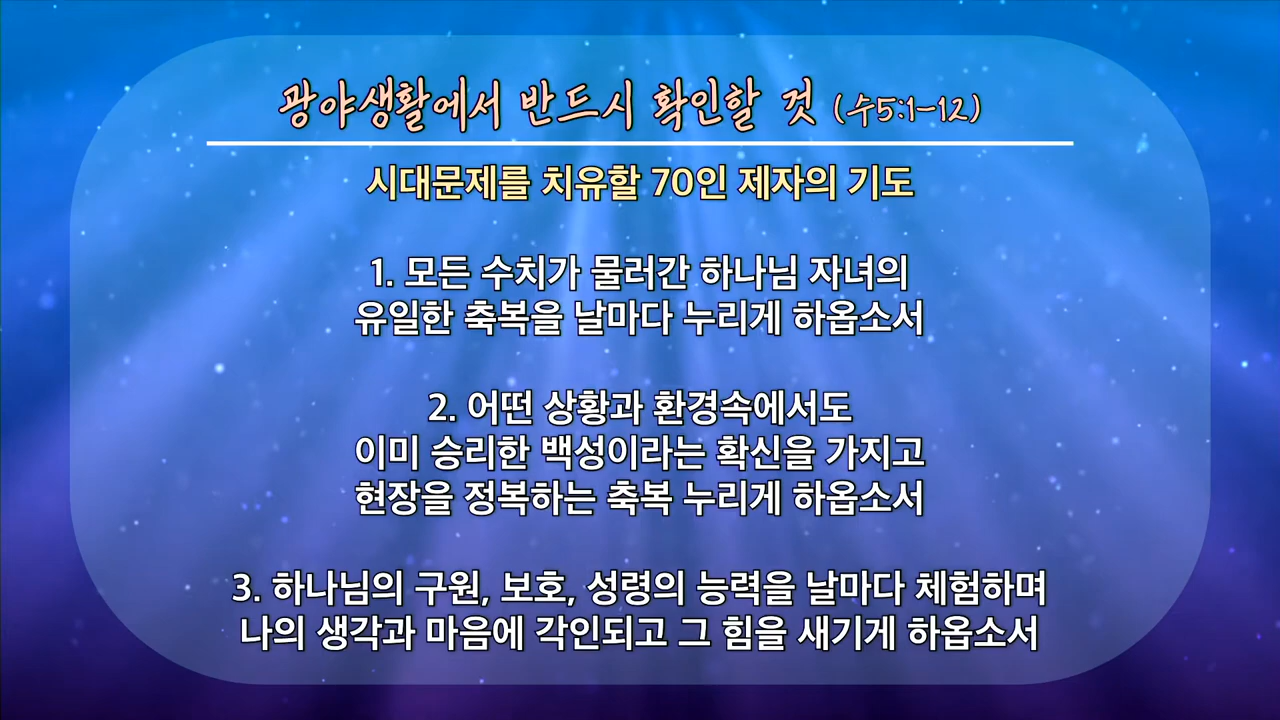 광야생활에서 반드시 확인할 것 (수5:1-12)
시대문제를 치유할 70인 제자의 기도
1. 모든 수치가 물러간 하나님 자녀의
유일한 축복을 날마다 누리게 하옵소서
2. 어떤 상황과 환경속에서도
이미 승리한 백성이라는 확신을 가지고
현장을 정복하는 축복 누리게 하옵소서
3. 하나님의 구원, 보호, 성령의 능력을 날마다 체험하며
나의 생각과 마음에 각인되고 그 힘을 새기게 하옵소서